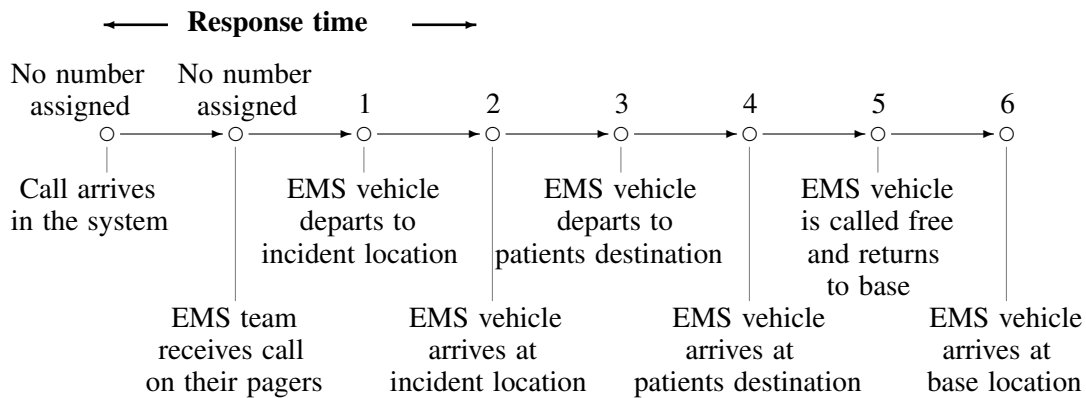 Response time
No number
assigned
No number
assigned
1
2
3
4
5
6
Call arrives
in the system
EMS vehicle
departs to
incident location
EMS vehicle
departs to
patients destination
EMS vehicle
is called free
and returns
to base
EMS team
receives call
on their pagers
EMS vehicle
arrives at
incident location
EMS vehicle
arrives at
patients destination
EMS vehicle
arrives at
base location